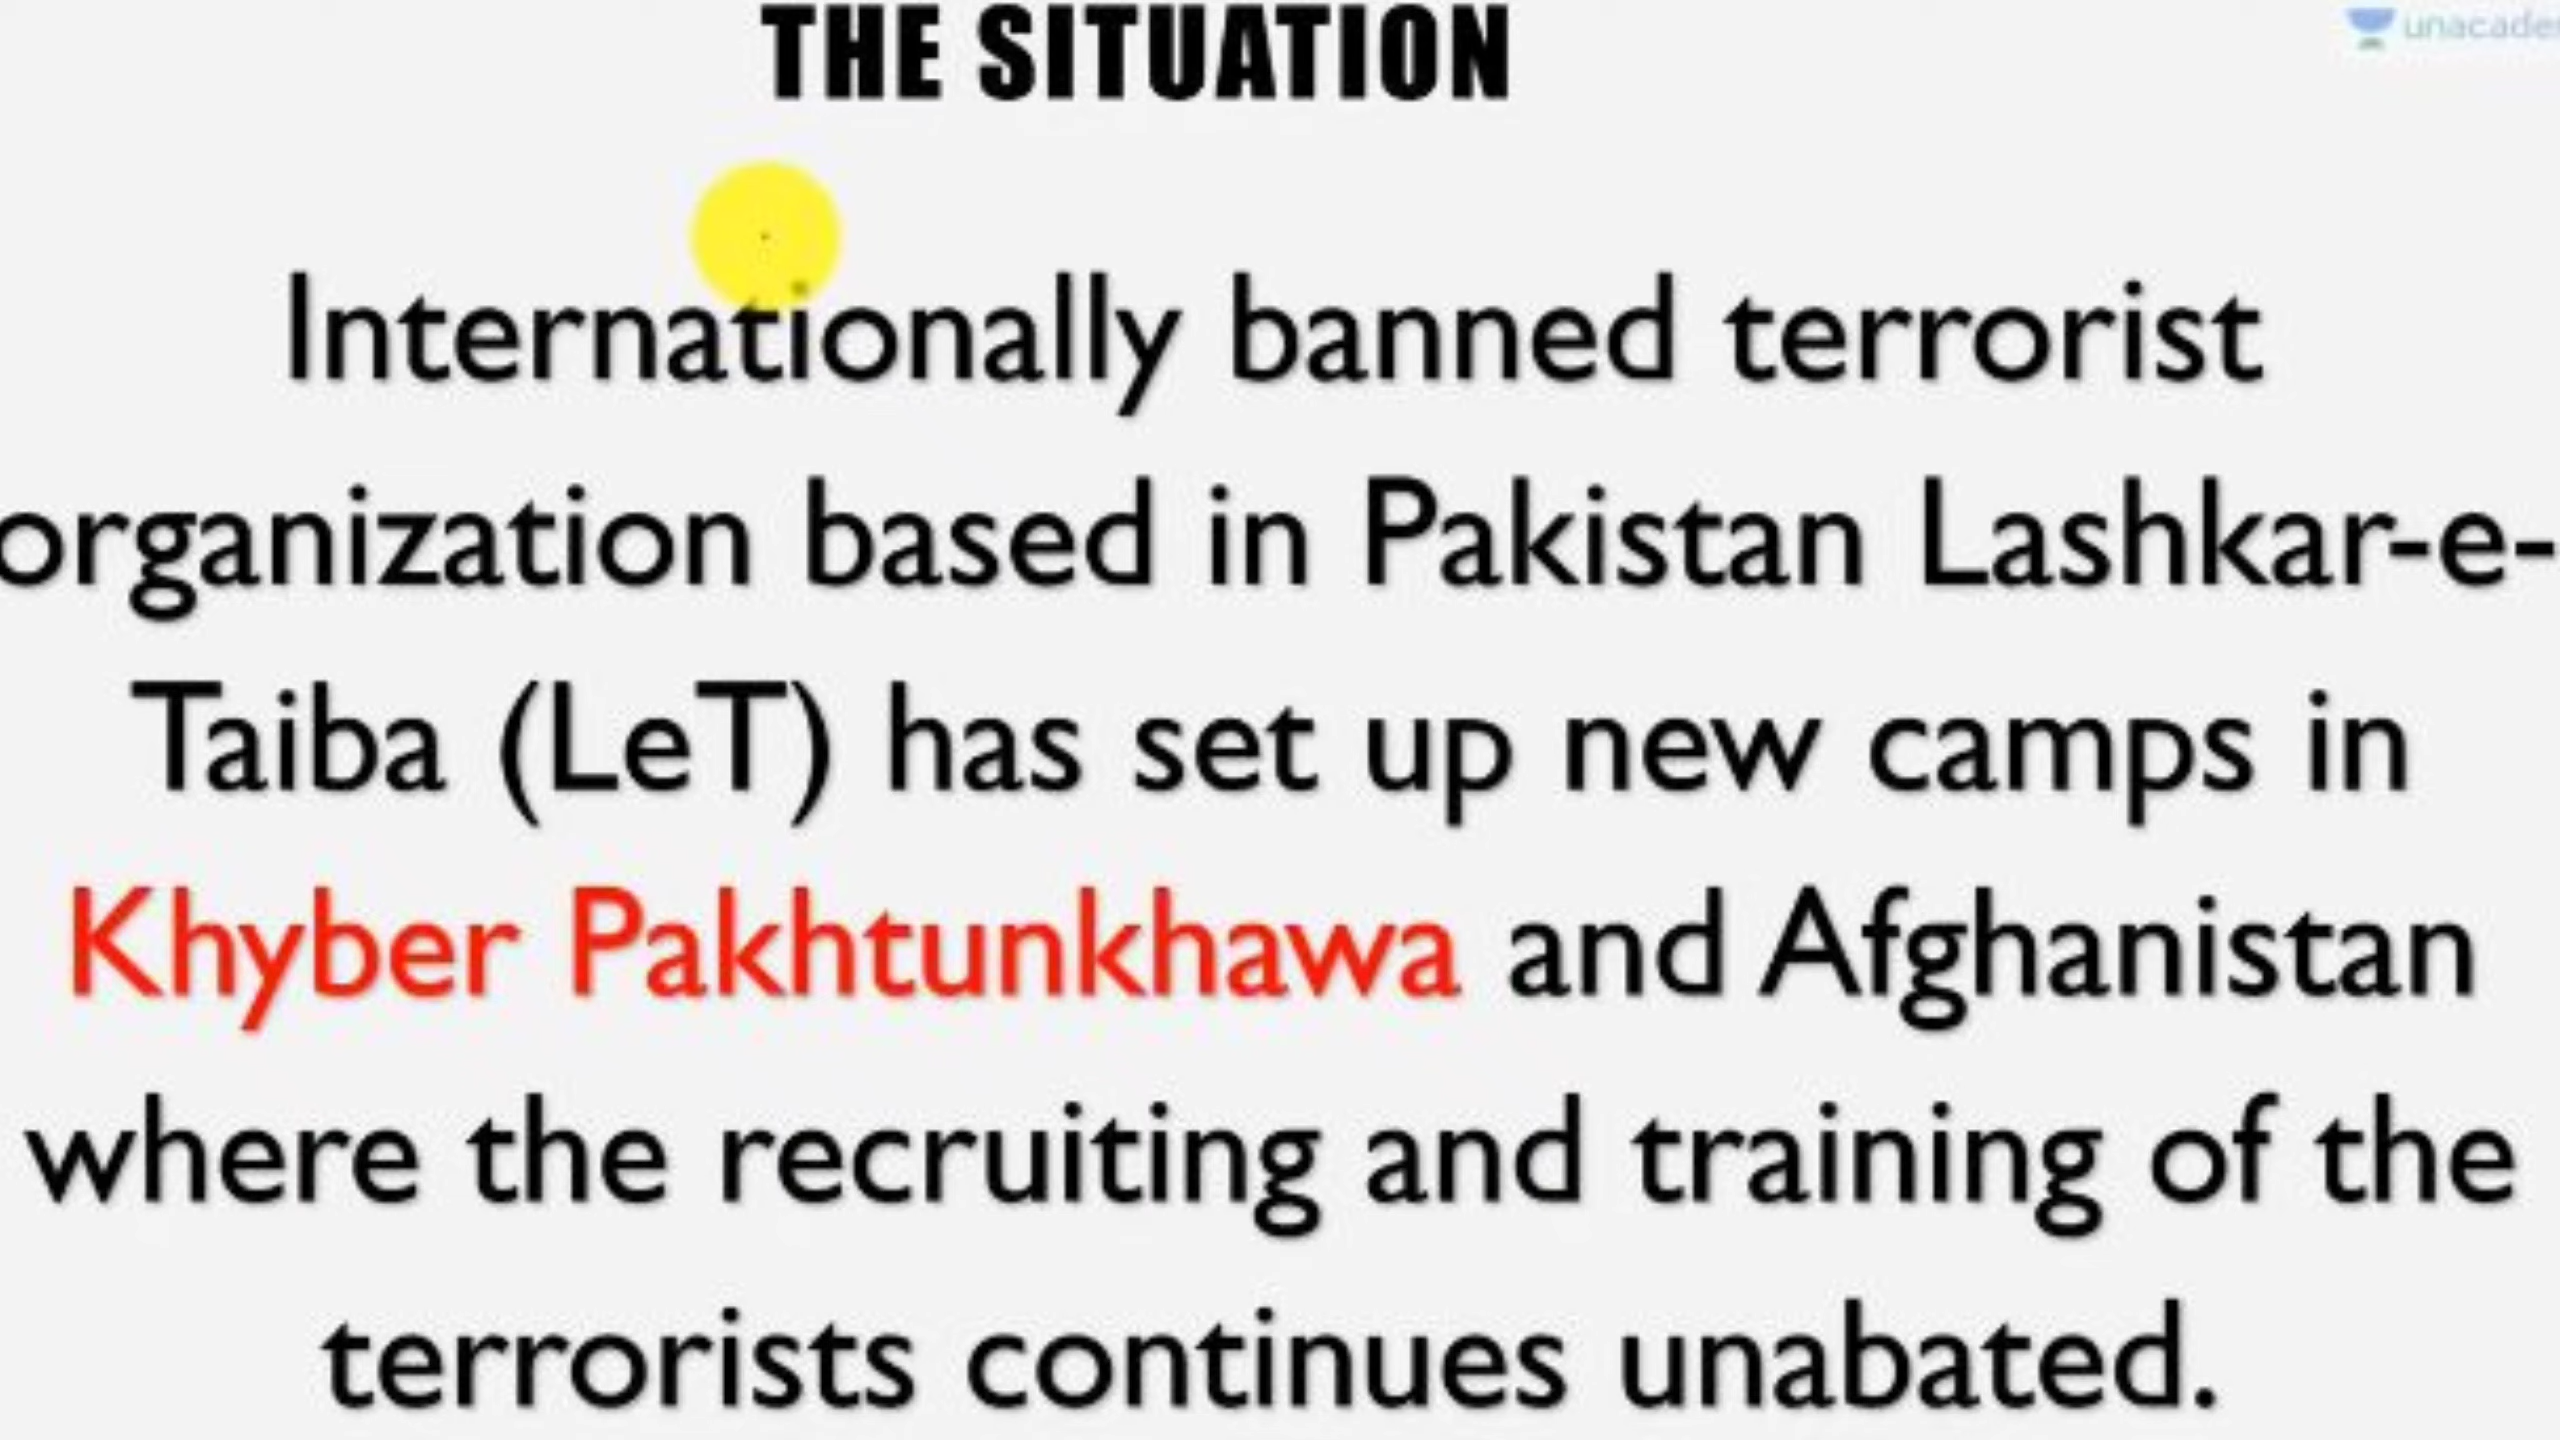 THE SITUATION
Internationally banned terrorist
organization based in Pakistan Lashkar-e-
Taiba (LeT) has set up new camps in
Khyber Pakhtunkhawa and Afghanistan
where the recruiting and training of the
terrorists continues unabated.